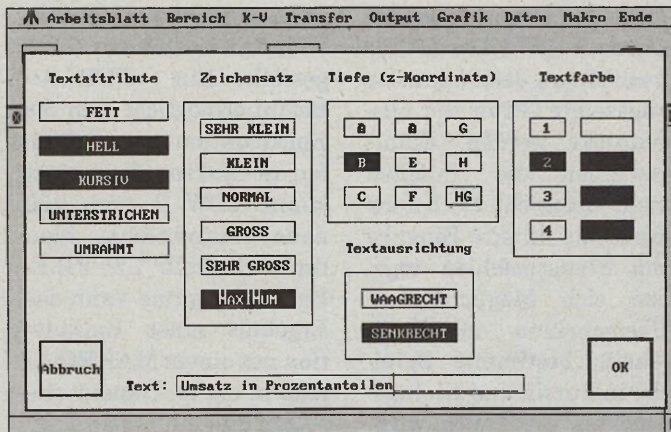 Arbeitsblatt Bereich K-V Transfer Output Grafik Daten Makro Ende
Textattribute Zeichensatz Tiefe (z-Koordinate) Textfarbe
FETT
HELL
KURSIV
UNTERSTRICHEN
UMRAHMT
SEHR KLEIN
KLEIN
NORMAL
GROSS
SEHR GROSS
MAXIMUM
G
B E H
C F HG
1
2
3
4
Textausrichtung
WAAGRECHT
SENKRECHT
Abbruch
Text: Umsatz in Prozentanteilen
OK